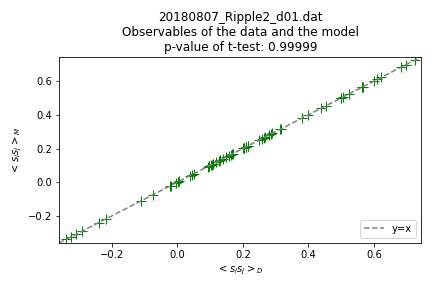 20180807_Ripple2_d01.dat
Observables of the data and the model
p-value of t-test: 0.99999
< s_i s_j >_M
0.6
0.4
0.2
0.0
−0.2
y=x
−0.2 0.0 0.2 0.4 0.6
< s_i s_j >_D